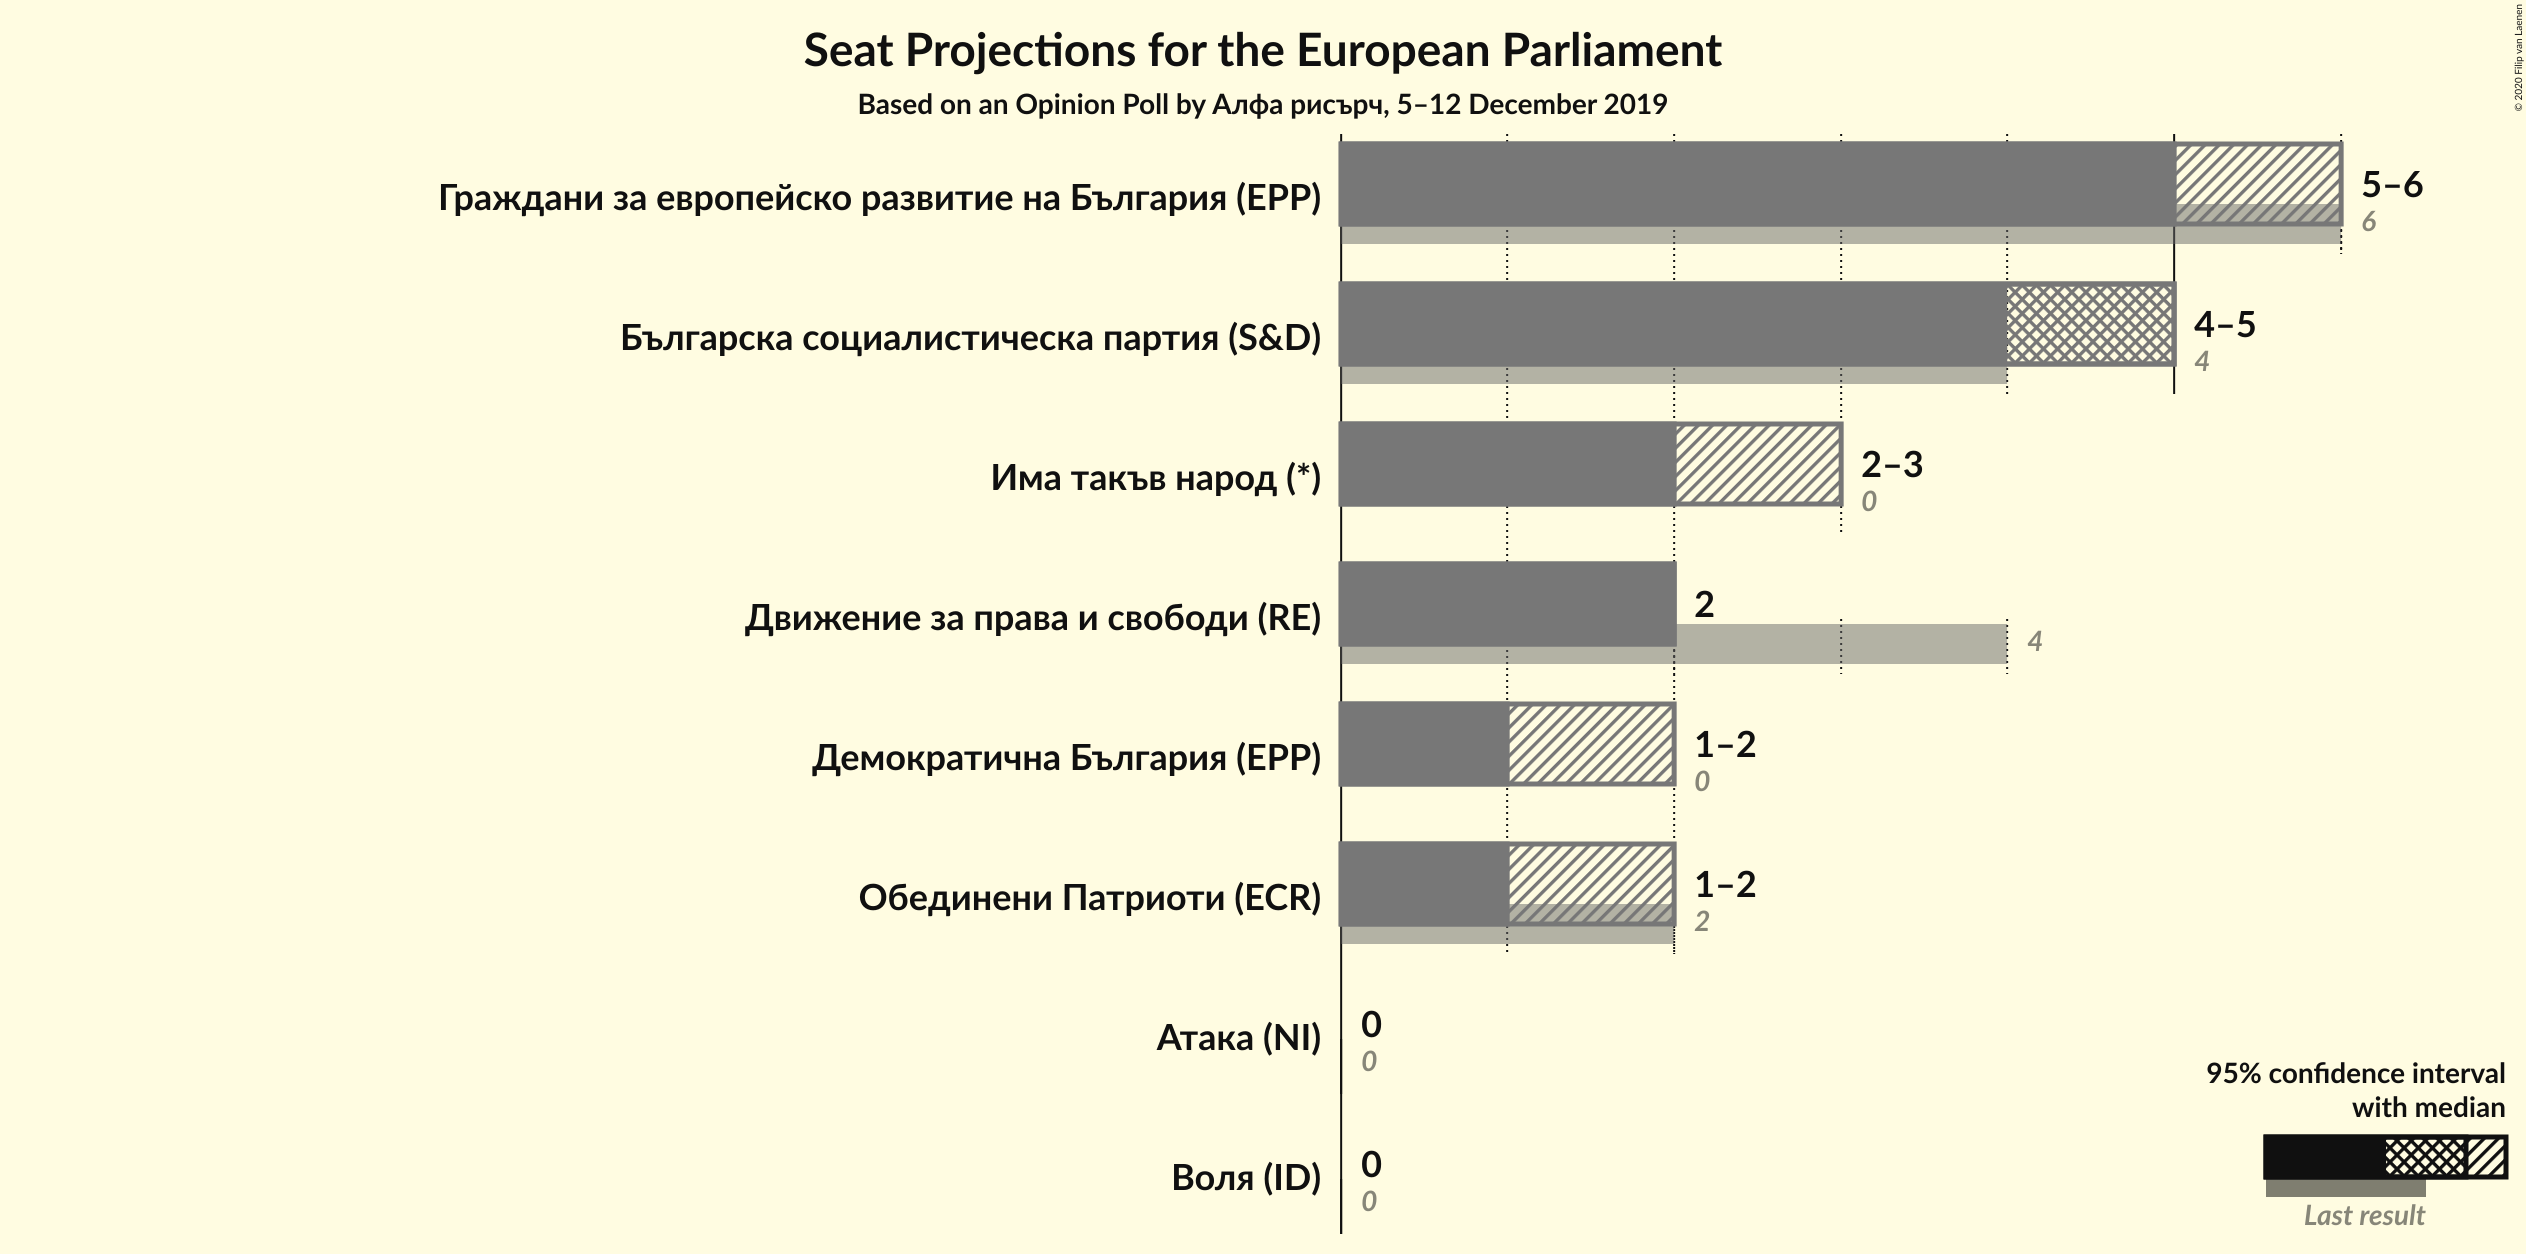 Seat Projections for the European Parliament
Based on an Opinion Poll by Алфа рисърч, 5–12 December 2019
© 2020 Filip van Laenen
Граждани за европейско развитие на България (EPP)
5–6
6
Българска социалистическа партия (S&D)
4–5
4
Има такъв народ (*)
2–3
0
Движение за права и свободи (RE)
2
4
Демократична България (EPP)
1–2
0
Обединени Патриоти (ECR)
1–2
2
Атака (NI)
0
0
Воля (ID)
0
0
95% confidence interval
with median
Last result